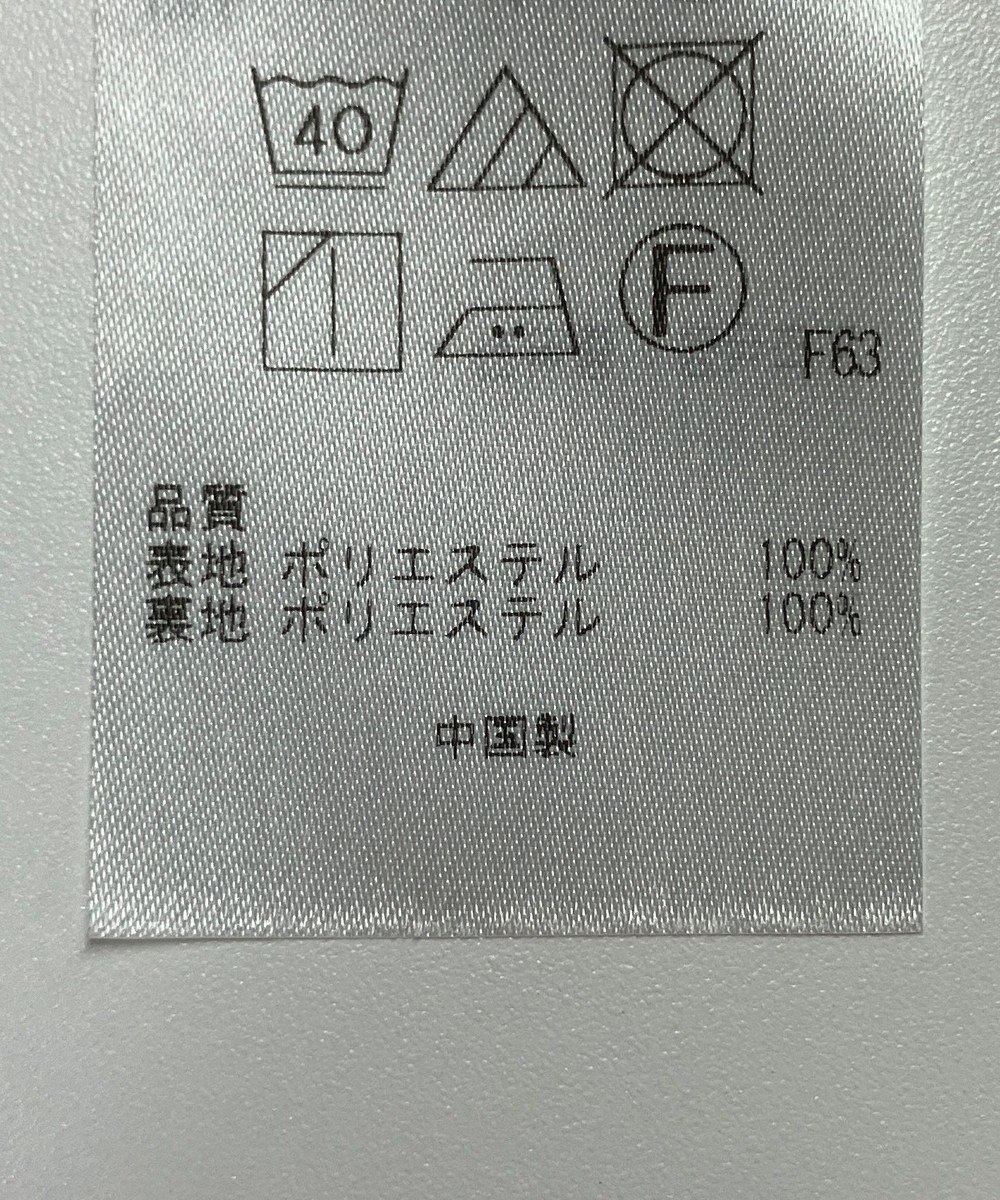 40
F
F63
品質
表地 ポリエステル 100%
裏地 ポリエステル 100%
中国製